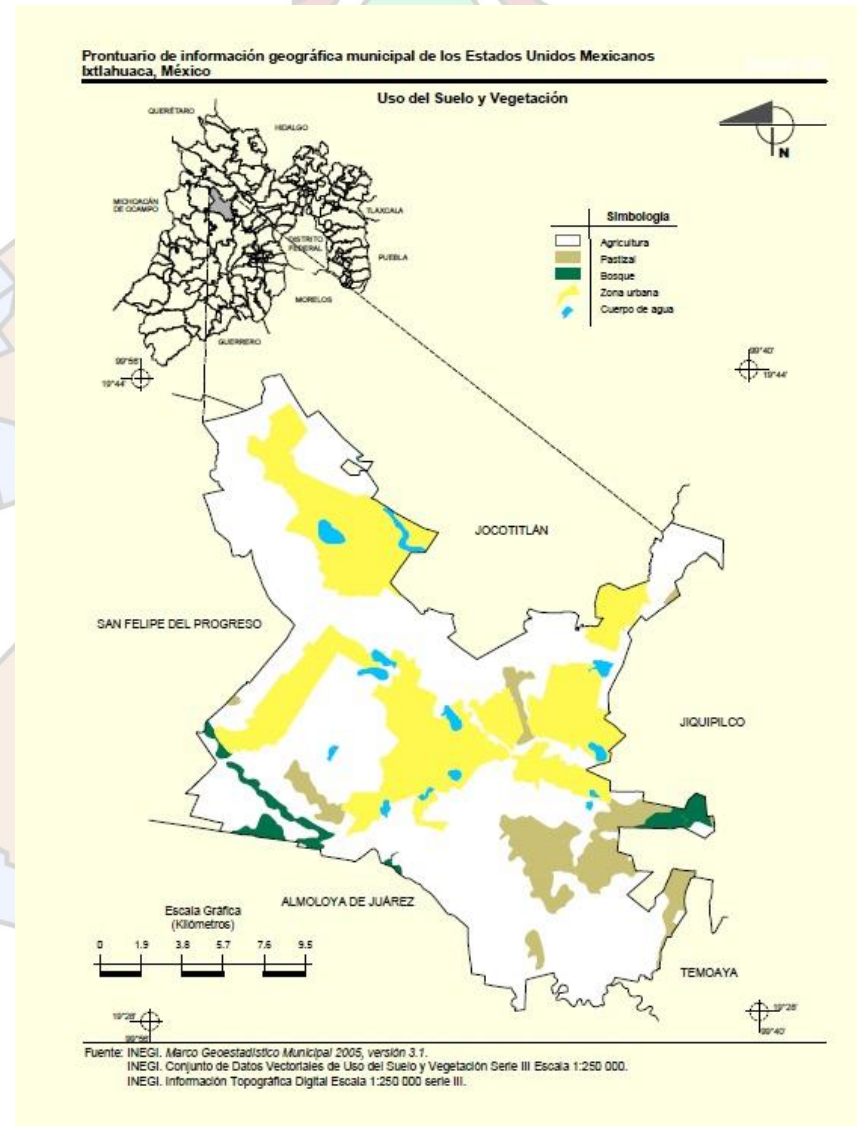 Prontuario de información geográfica municipal de los Estados Unidos Mexicanos
Ixtlahuaca, México
Uso del Suelo y Vegetación
QUERÉTARO
HIDALGO
MICHOACÁN
DE OCAMPO
TLAXCALA
DISTRITO
FEDERAL
PUEBLA
MORELOS
GUERRERO
N
Simbología
Agricultura
Pastizal
Bosque
Zona urbana
Cuerpo de agua
99°56'
19°44'
99°40'
19°44'
JOCOTITLÁN
SAN FELIPE DEL PROGRESO
JIQUIPILCO
ALMOLOYA DE JUÁREZ
TEMOAYA
Escala Gráfica
(Kilómetros)
0 1.9 3.8 5.7 7.6 9.5
19°28'
99°56'
19°28'
99°40'
Fuente: INEGI. Marco Geoestadístico Municipal 2005, versión 3.1.
INEGI. Conjunto de Datos Vectoriales de Uso del Suelo y Vegetación Serie III Escala 1:250 000.
INEGI. Información Topográfica Digital Escala 1:250 000 serie III.